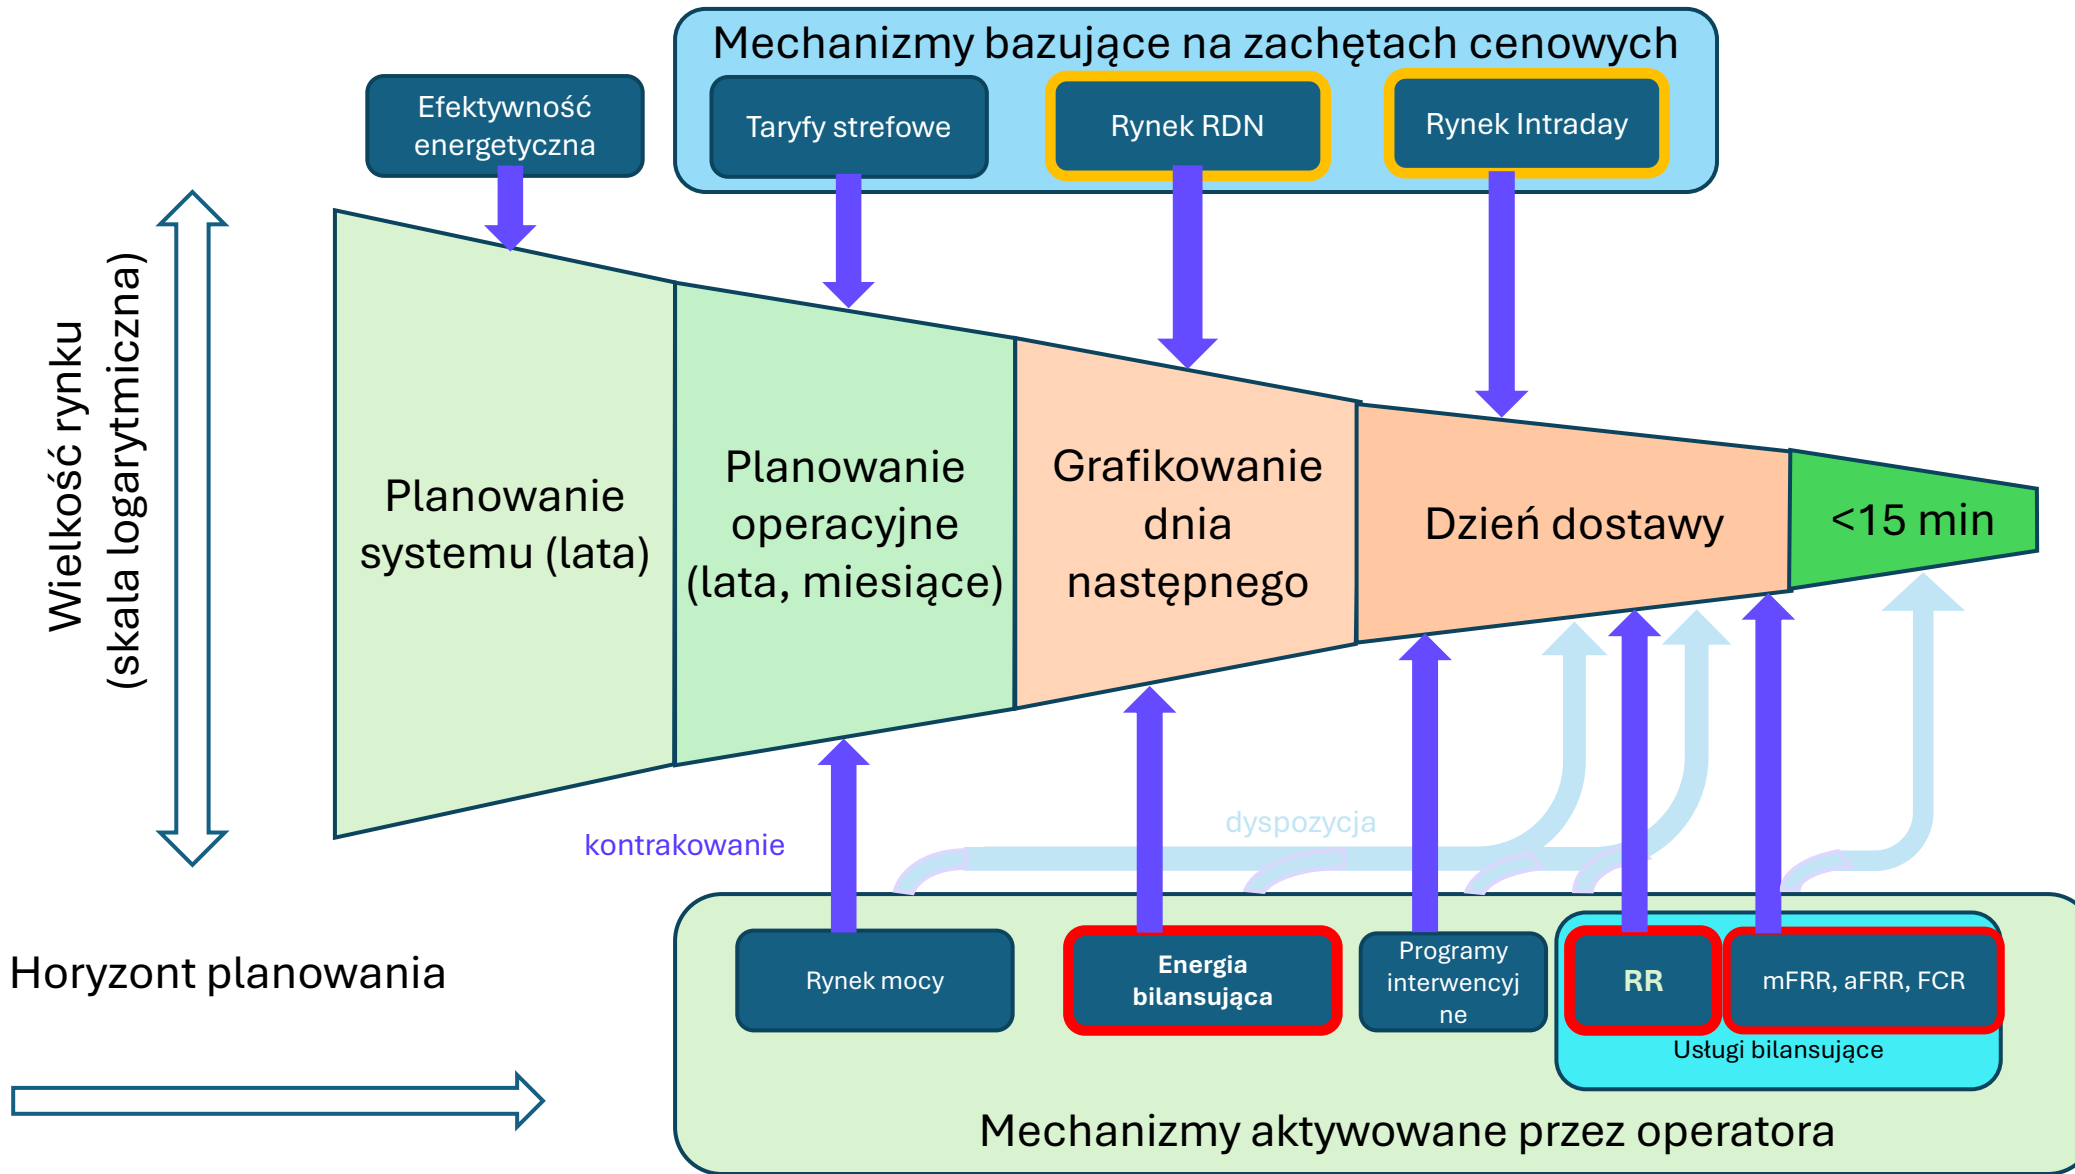 Mechanizmy bazujące na zachętach cenowych
Efektywność
energetyczna
Taryfy strefowe
Rynek RDN
Rynek Intraday
Wielkość rynku
(skala logarytmiczna)
Planowanie
systemu (lata)
Planowanie
operacyjne
(lata, miesiące)
Grafikowanie
dnia
następnego
Dzień dostawy
<15 min
kontrakowanie
dyspozycja
Horyzont planowania
Rynek mocy
Energia
bilansująca
Programy
interwencyj
ne
RR
mFRR, aFRR, FCR
Usługi bilansujące
Mechanizmy aktywowane przez operatora